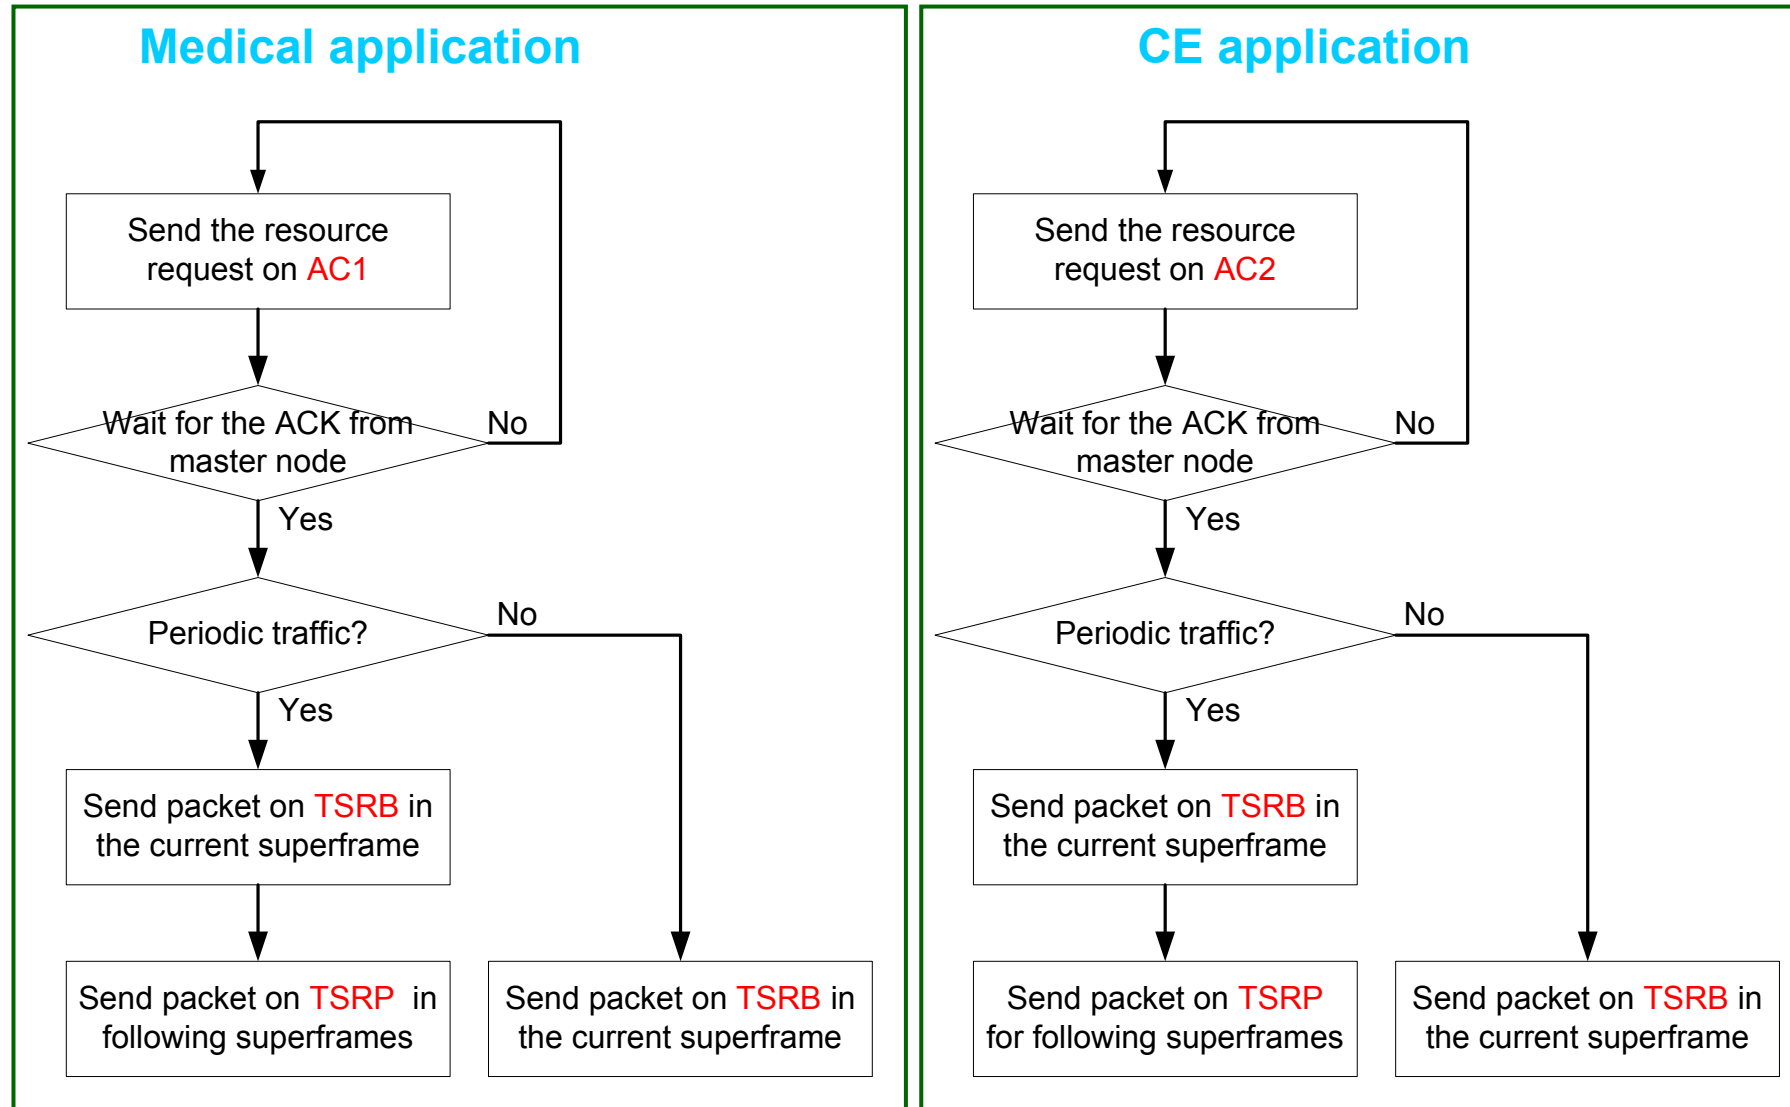 Medical application
Send the resource
request on AC1
Wait for the ACK from
master node
No
Yes
Periodic traffic?
No
Yes
Send packet on TSRB in
the current superframe
Send packet on TSRP in
following superframes
Send packet on TSRB in
the current superframe
CE application
Send the resource
request on AC2
Wait for the ACK from
master node
No
Yes
Periodic traffic?
No
Yes
Send packet on TSRB in
the current superframe
Send packet on TSRP
for following superframes
Send packet on TSRB in
the current superframe